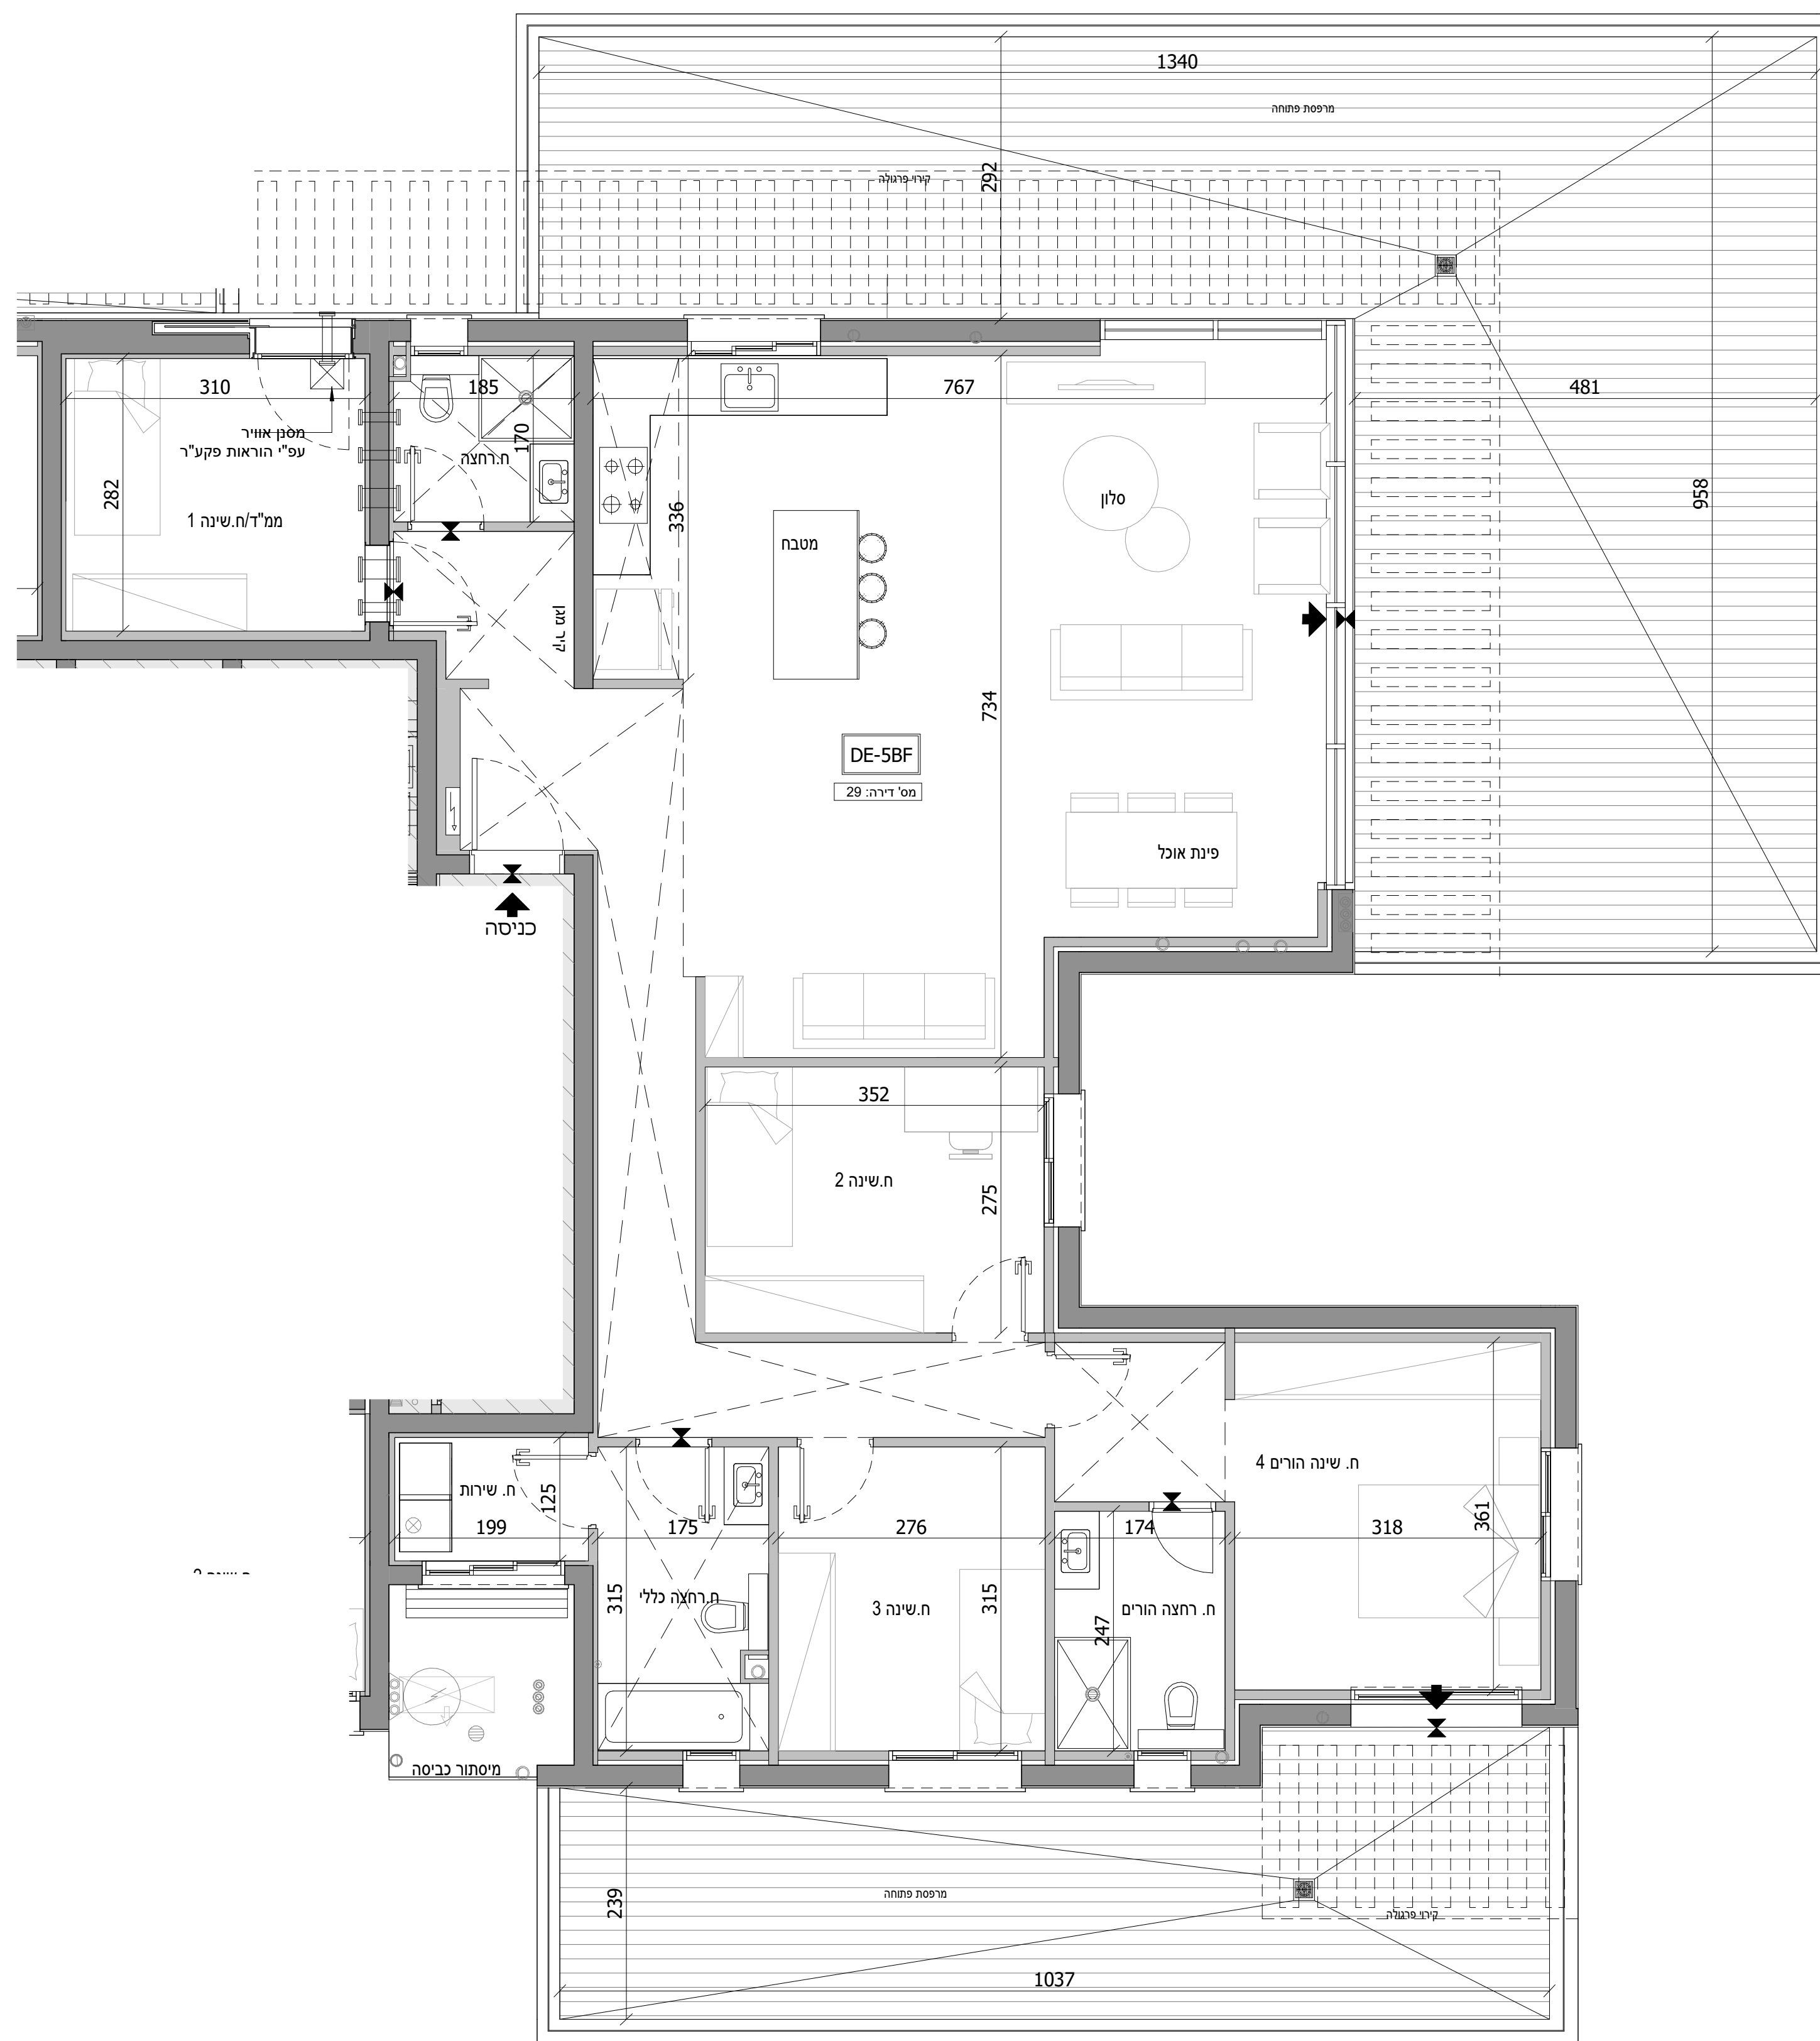 1340
מרפסת פתוחה
292
קירוי פרגולה
310
185
767
481
מסנן אוויר
עפ"י הוראות פקע"ר
ח.רחצה
170
282
ממ"ד/ח.שינה 1
336
מטבח
סלון
958
קיר מגן
734
DE-5BF
מס' דירה: 29
פינת אוכל
כניסה
352
ח.שינה 2
275
ח. שינה הורים 4
ח. שירות
125
361
199
175
276
174
318
315
ח.רחצה כללי
ח.שינה 3
315
247
ח. רחצה הורים
מיסתור כביסה
239
מרפסת פתוחה
קירוי פרגולה
1037